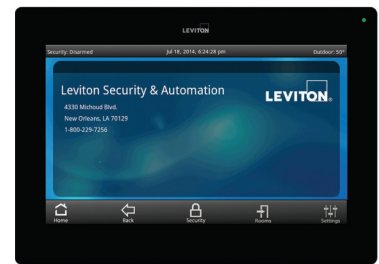 LEVITON
Security: Disarmed Jul 18, 2014, 6:24:28 pm Outdoor: 50°
Leviton Security & Automation
LEVITON®
4330 Michoud Blvd.
New Orleans, LA 70129
1-800-229-7256
Home Back Security Rooms Settings